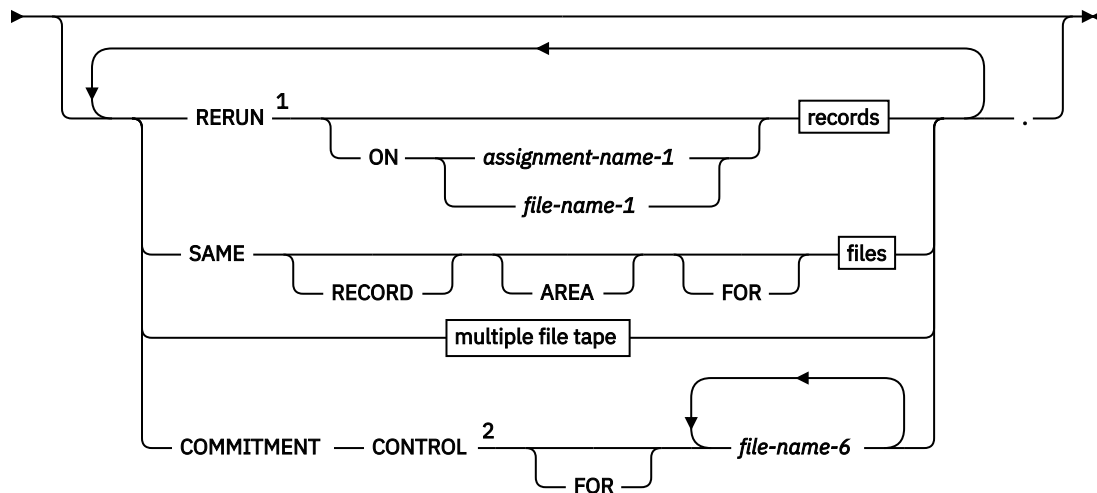 RERUN 1 records
ON assignment-name-1
file-name-1
SAME files
RECORD AREA FOR
multiple file tape
.
COMMITMENT CONTROL 2 file-name-6
FOR